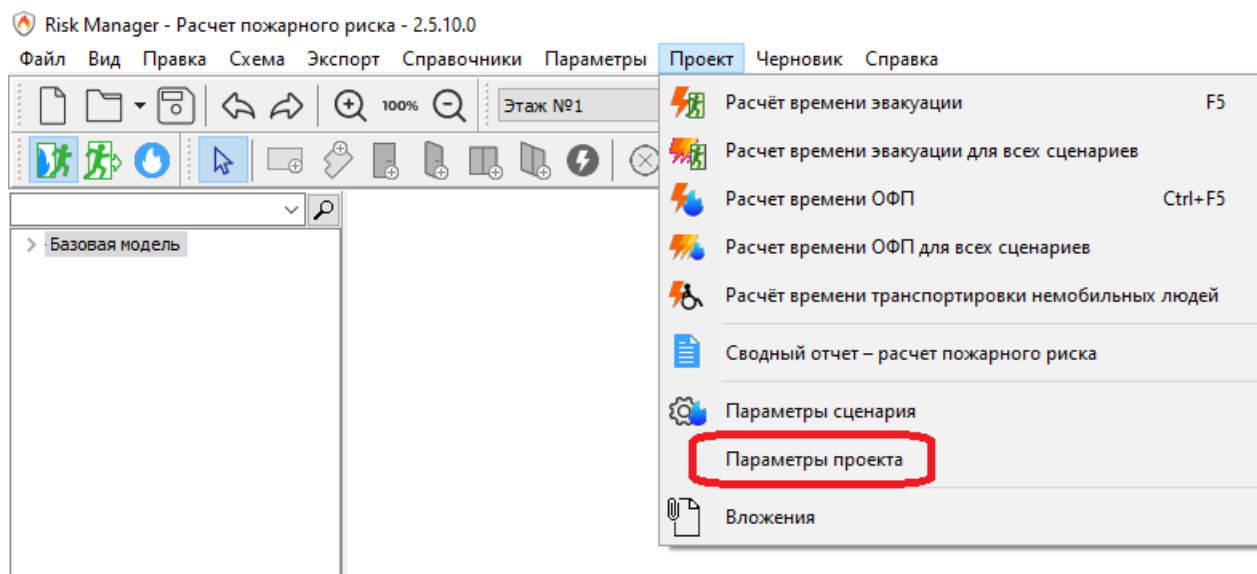 Risk Manager - Расчет пожарного риска - 2.5.10.0
Файл Вид Правка Схема Экспорт Справочники Параметры Проект Черновик Справка
100% Этаж №1
Базовая модель
Расчёт времени эвакуации F5
Расчет времени эвакуации для всех сценариев
Расчет времени ОФП Ctrl+F5
Расчет времени ОФП для всех сценариев
Расчёт времени транспортировки немобильных людей
Сводный отчет – расчет пожарного риска
Параметры сценария
Параметры проекта
Вложения